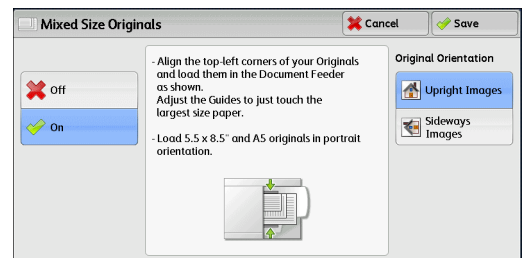 Mixed Size Originals
Cancel
Save
Off
On
- Align the top-left corners of your Originals
and load them in the Document Feeder
as shown.
Adjust the Guides to just touch the
largest size paper.
- Load 5.5 x 8.5" and A5 originals in portrait
orientation.
Original Orientation
Upright Images
Sideways
Images